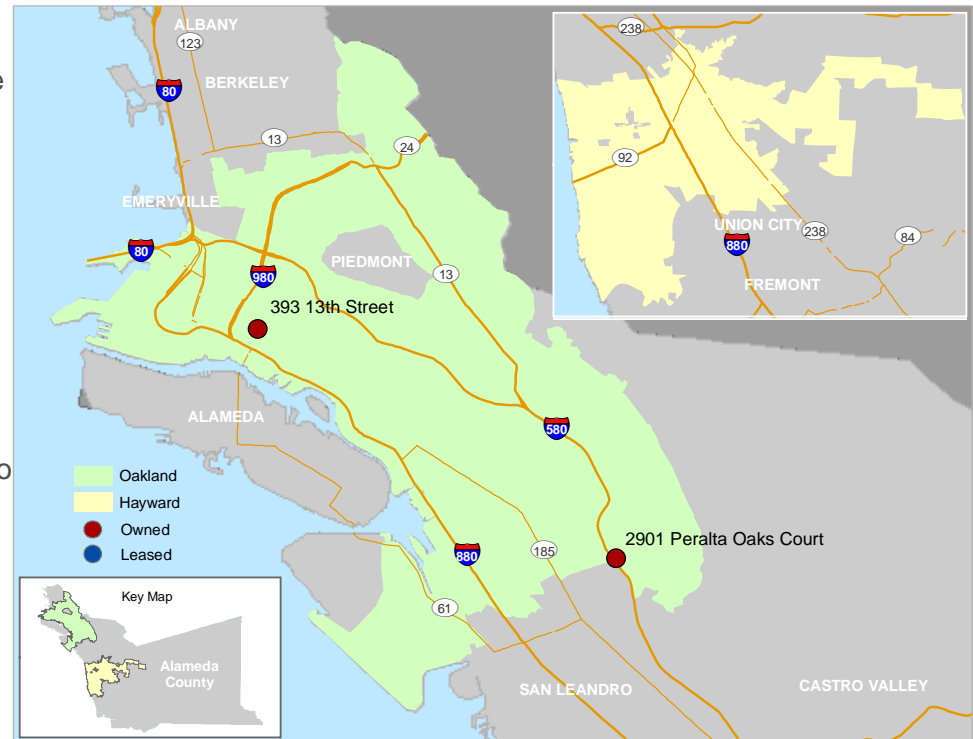 ALBANY
123
e
BERKELEY
80
13
24
EMERYVILLE
80
PIEDMONT
980
13
393 13th Street
ALAMEDA
580
o
Oakland
Hayward
Owned
Leased
880
185
2901 Peralta Oaks Court
61
SAN LEANDRO
CASTRO VALLEY
238
92
UNION CITY
880
238
84
FREMONT
Key Map
Alameda
County